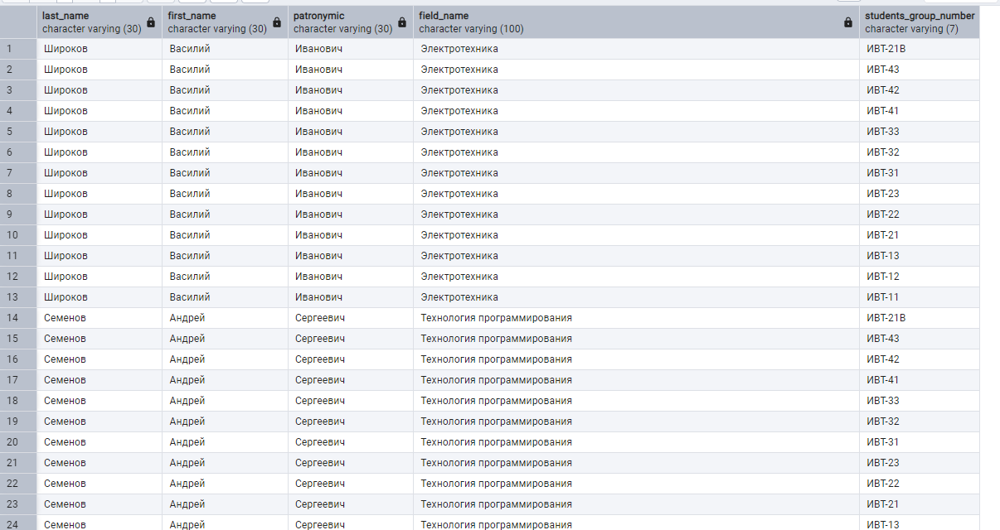 last_name first_name patronymic field_name students_group_number
character varying (30) character varying (30) character varying (30) character varying (100) character varying (7)
1 Широков Василий Иванович Электротехника ИВТ-21В
2 Широков Василий Иванович Электротехника ИВТ-43
3 Широков Василий Иванович Электротехника ИВТ-42
4 Широков Василий Иванович Электротехника ИВТ-41
5 Широков Василий Иванович Электротехника ИВТ-33
6 Широков Василий Иванович Электротехника ИВТ-32
7 Широков Василий Иванович Электротехника ИВТ-31
8 Широков Василий Иванович Электротехника ИВТ-23
9 Широков Василий Иванович Электротехника ИВТ-22
10 Широков Василий Иванович Электротехника ИВТ-21
11 Широков Василий Иванович Электротехника ИВТ-13
12 Широков Василий Иванович Электротехника ИВТ-12
13 Широков Василий Иванович Электротехника ИВТ-11
14 Семенов Андрей Сергеевич Технология программирования ИВТ-21В
15 Семенов Андрей Сергеевич Технология программирования ИВТ-43
16 Семенов Андрей Сергеевич Технология программирования ИВТ-42
17 Семенов Андрей Сергеевич Технология программирования ИВТ-41
18 Семенов Андрей Сергеевич Технология программирования ИВТ-33
19 Семенов Андрей Сергеевич Технология программирования ИВТ-32
20 Семенов Андрей Сергеевич Технология программирования ИВТ-31
21 Семенов Андрей Сергеевич Технология программирования ИВТ-23
22 Семенов Андрей Сергеевич Технология программирования ИВТ-22
23 Семенов Андрей Сергеевич Технология программирования ИВТ-21
24 Семенов Андрей Сергеевич Технология программирования ИВТ-13